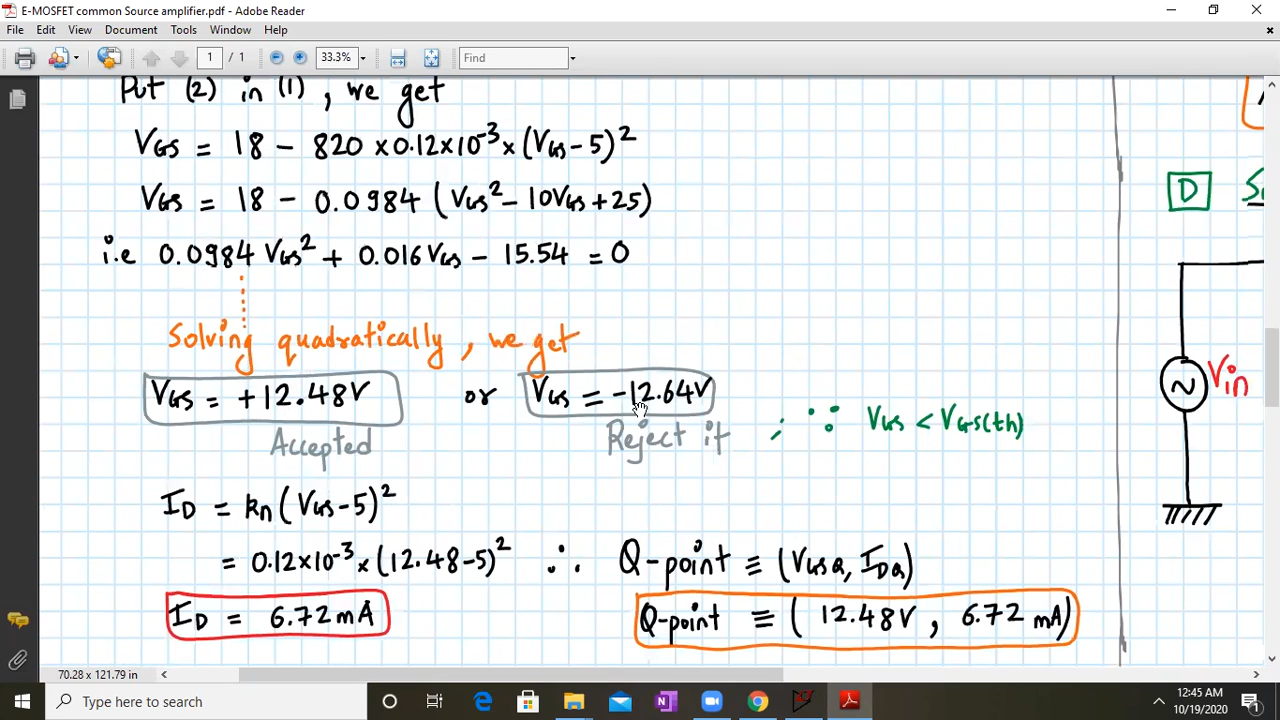 E-MOSFET common Source amplifier.pdf - Adobe Reader
File Edit View Document Tools Window Help
1 / 1 33.3% Find
Put (2) in (1), we get
VGS = 18 - 820 × 0.12×10⁻³ × (VGS - 5)²
VGS = 18 - 0.0984 (VGS² - 10VGS + 25)
i.e 0.0984 VGS² + 0.016 VGS - 15.54 = 0
D
Solving quadratically, we get
VGS = +12.48V or VGS = -12.64V
Vin
Accepted Reject it ; ∵ VGS < VGS(th)
ID = kn (VGS - 5)²
= 0.12×10⁻³ × (12.48 - 5)² ∴ Q-point ≡ (VGSQ, IDQ)
ID = 6.72 mA Q-point ≡ ( 12.48V, 6.72 mA)
70.28 x 121.79 in
Type here to search
12:45 AM
10/19/2020